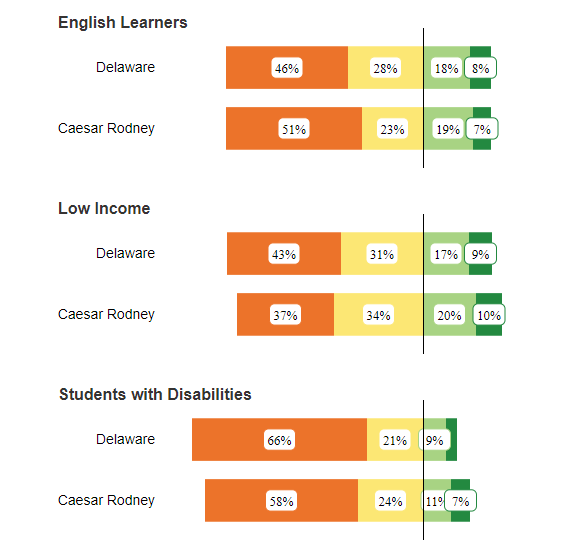 English Learners
Delaware 46% 28% 18% 8%
Caesar Rodney 51% 23% 19% 7%
Low Income
Delaware 43% 31% 17% 9%
Caesar Rodney 37% 34% 20% 10%
Students with Disabilities
Delaware 66% 21% 9%
Caesar Rodney 58% 24% 11% 7%